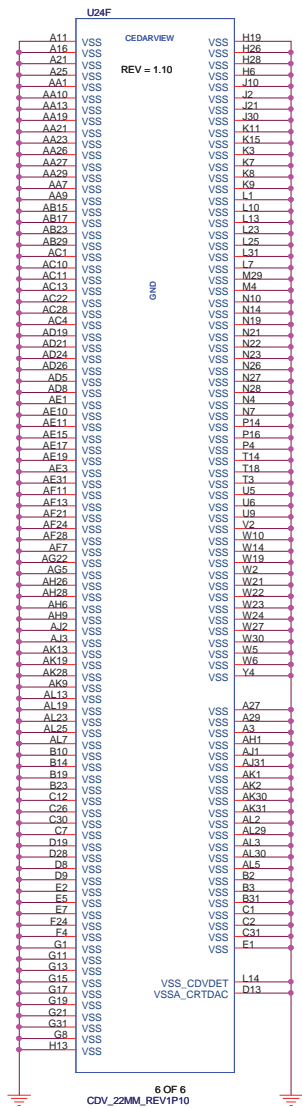 U24F
CEDARVIEW
REV = 1.10
GND
A11 VSS VSS H19
A16 VSS VSS H26
A21 VSS VSS H28
A25 VSS VSS H6
AA1 VSS VSS J10
AA10 VSS VSS J2
AA13 VSS VSS J21
AA19 VSS VSS J30
AA21 VSS VSS K11
AA23 VSS VSS K15
AA26 VSS VSS K3
AA27 VSS VSS K7
AA29 VSS VSS K8
AA7 VSS VSS K9
AA9 VSS VSS L1
AB15 VSS VSS L10
AB17 VSS VSS L13
AB23 VSS VSS L23
AB29 VSS VSS L25
AC1 VSS VSS L31
AC10 VSS VSS L7
AC11 VSS VSS M29
AC13 VSS VSS M4
AC22 VSS VSS N10
AC28 VSS VSS N14
AC4 VSS VSS N19
AD19 VSS VSS N21
AD21 VSS VSS N22
AD24 VSS VSS N23
AD26 VSS VSS N26
AD5 VSS VSS N27
AD8 VSS VSS N28
AE1 VSS VSS N4
AE10 VSS VSS N7
AE11 VSS VSS P14
AE15 VSS VSS P16
AE17 VSS VSS P4
AE19 VSS VSS T14
AE3 VSS VSS T18
AE31 VSS VSS T3
AF11 VSS VSS U5
AF13 VSS VSS U6
AF21 VSS VSS U9
AF24 VSS VSS V2
AF28 VSS VSS W10
AF7 VSS VSS W14
AG22 VSS VSS W19
AG5 VSS VSS W2
AH26 VSS VSS W21
AH28 VSS VSS W22
AH6 VSS VSS W23
AH9 VSS VSS W24
AJ2 VSS VSS W27
AJ3 VSS VSS W30
AK13 VSS VSS W5
AK19 VSS VSS W6
AK28 VSS VSS Y4
AK9 VSS
AL13 VSS
AL19 VSS VSS A27
AL23 VSS VSS A29
AL25 VSS VSS A3
AL7 VSS VSS AH1
B10 VSS VSS AJ1
B14 VSS VSS AJ31
B19 VSS VSS AK1
B23 VSS VSS AK2
C12 VSS VSS AK30
C26 VSS VSS AK31
C30 VSS VSS AL2
C7 VSS VSS AL29
D19 VSS VSS AL3
D28 VSS VSS AL30
D8 VSS VSS AL5
D9 VSS VSS B2
E2 VSS VSS B3
E5 VSS VSS B31
E7 VSS VSS C1
F24 VSS VSS C2
F4 VSS VSS C31
G1 VSS VSS E1
G11 VSS
G13 VSS
G15 VSS VSS_CDVDET L14
G17 VSS VSSA_CRTDAC D13
G19 VSS
G21 VSS
G31 VSS
G8 VSS
H13 VSS
6 OF 6
CDV_22MM_REV1P10